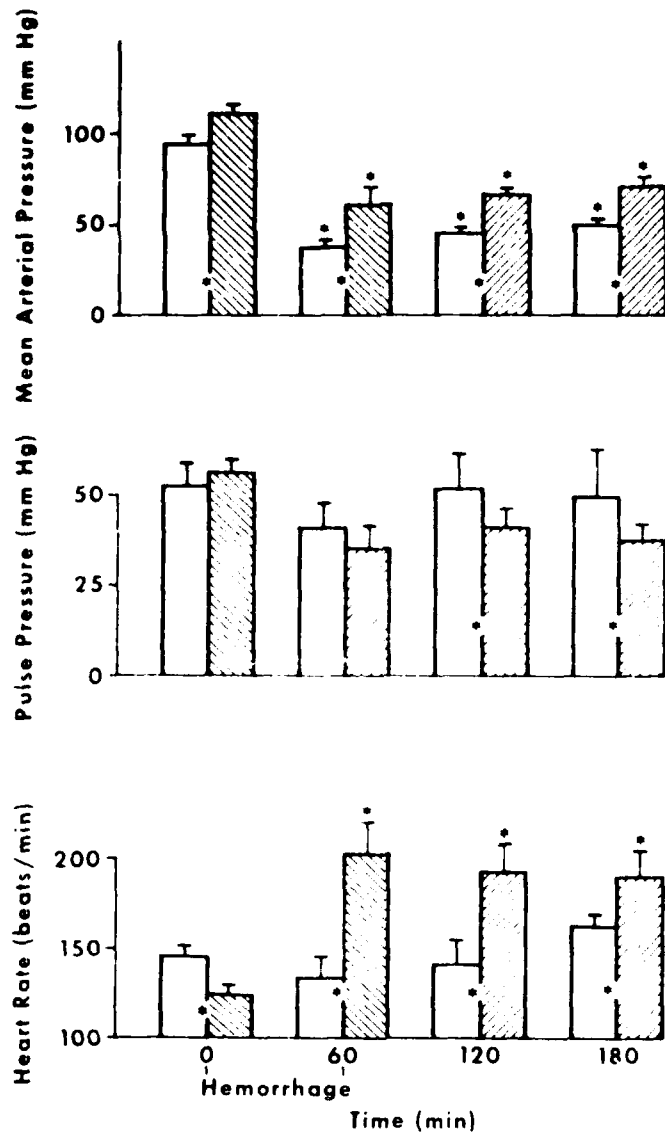 Mean Arterial Pressure (mm Hg)
100
50
0
* * * * * *
* * * *
Pulse Pressure (mm Hg)
50
25
0
* *
Heart Rate (beats/min)
200
150
100
* * *
* * * *
0 60 120 180
Hemorrhage
Time (min)